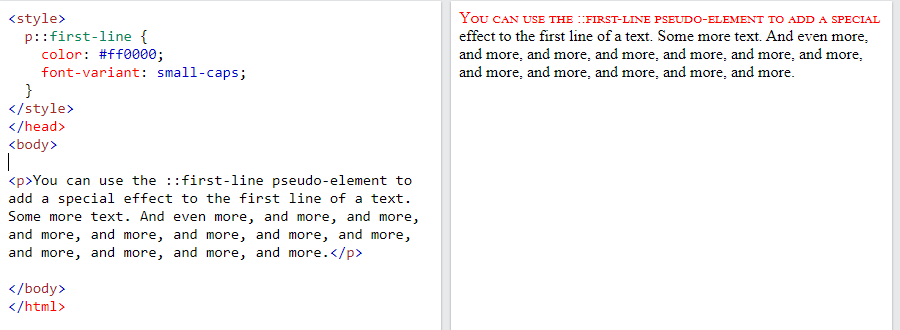 <style>
  p::first-line {
    color: #ff0000;
    font-variant: small-caps;
  }
</style>
</head>
<body>

<p>You can use the ::first-line pseudo-element to
add a special effect to the first line of a text.
Some more text. And even more, and more, and more,
and more, and more, and more, and more, and more,
and more, and more, and more, and more.</p>

</body>
</html>
You can use the ::first-line pseudo-element to add a special
effect to the first line of a text. Some more text. And even more,
and more, and more, and more, and more, and more, and more,
and more, and more, and more, and more, and more.